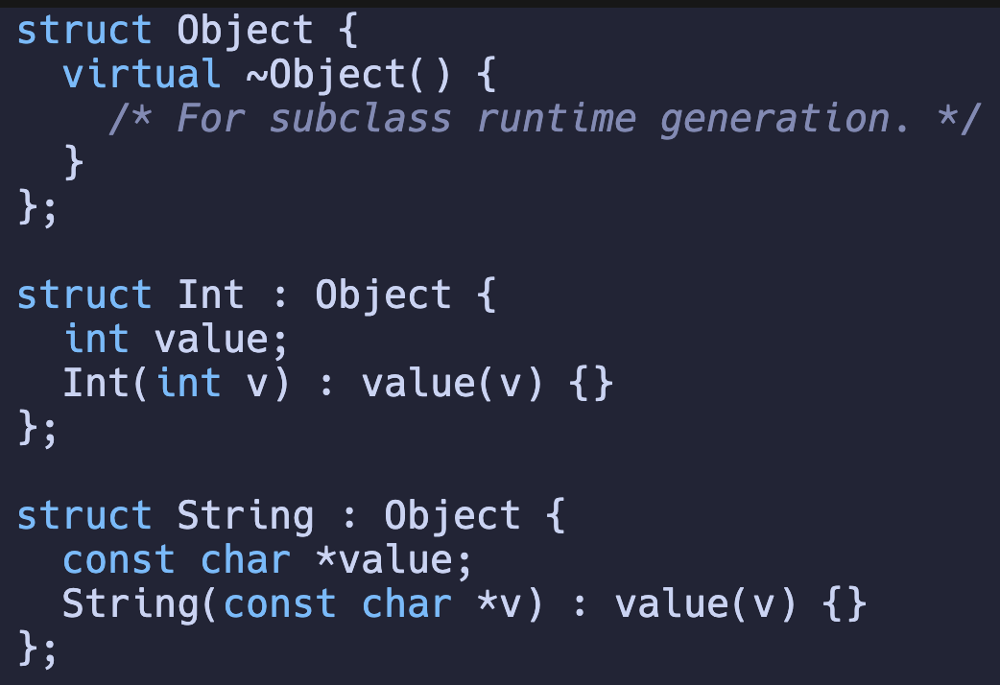 struct Object {
  virtual ~Object() {
    /* For subclass runtime generation. */
  }
};

struct Int : Object {
  int value;
  Int(int v) : value(v) {}
};

struct String : Object {
  const char *value;
  String(const char *v) : value(v) {}
};